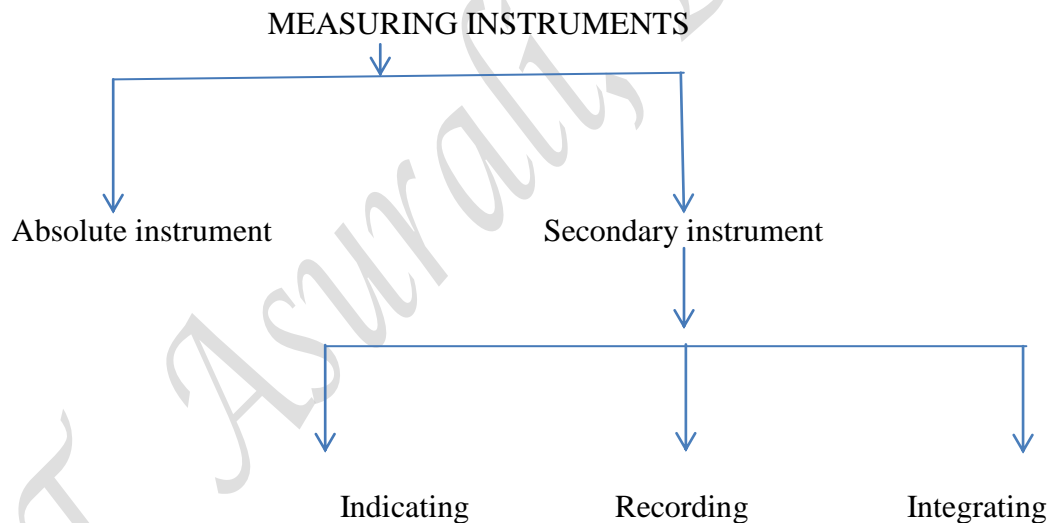 MEASURING INSTRUMENTS
Absolute instrument Secondary instrument
Indicating Recording Integrating